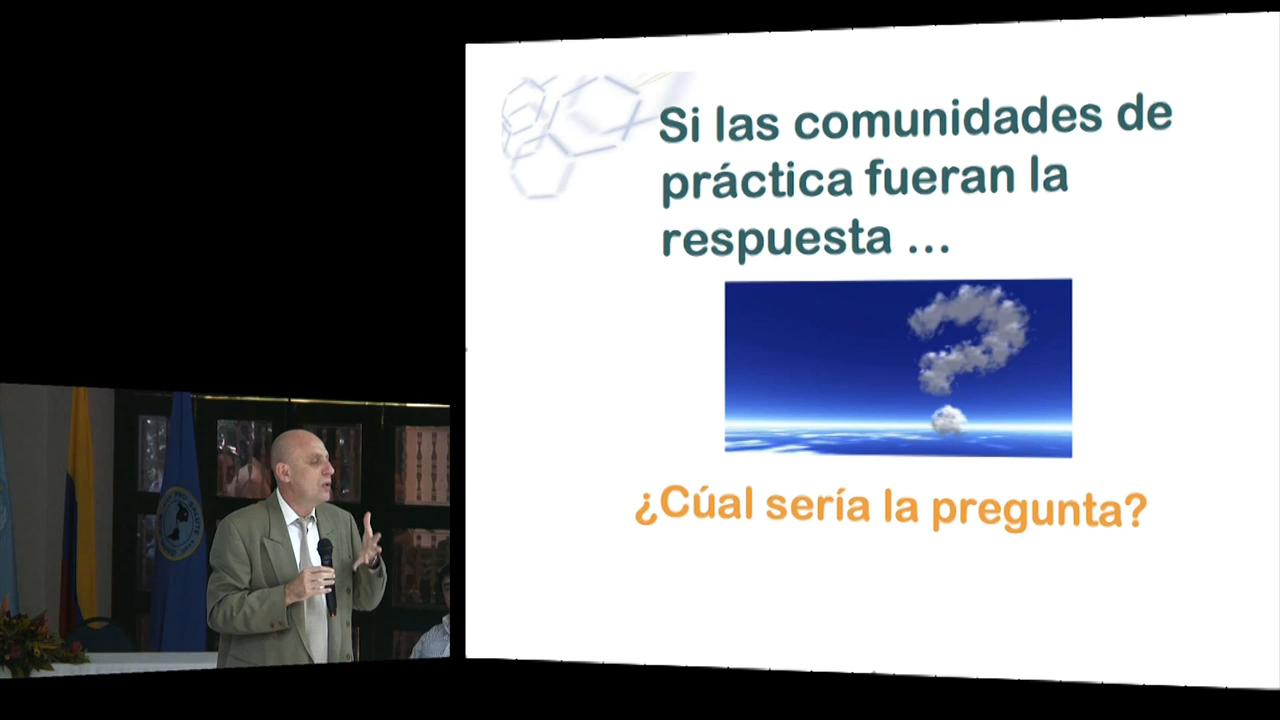 Si las comunidades de
práctica fueran la
respuesta ...
¿Cúal sería la pregunta?